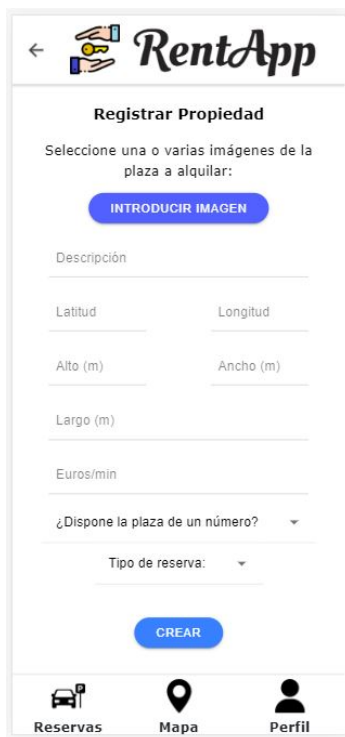 RentApp
Registrar Propiedad
Seleccione una o varias imágenes de la
plaza a alquilar:
INTRODUCIR IMAGEN
Descripción
Latitud Longitud
Alto (m) Ancho (m)
Largo (m)
Euros/min
¿Dispone la plaza de un número?
Tipo de reserva:
CREAR
P
Reservas Mapa Perfil